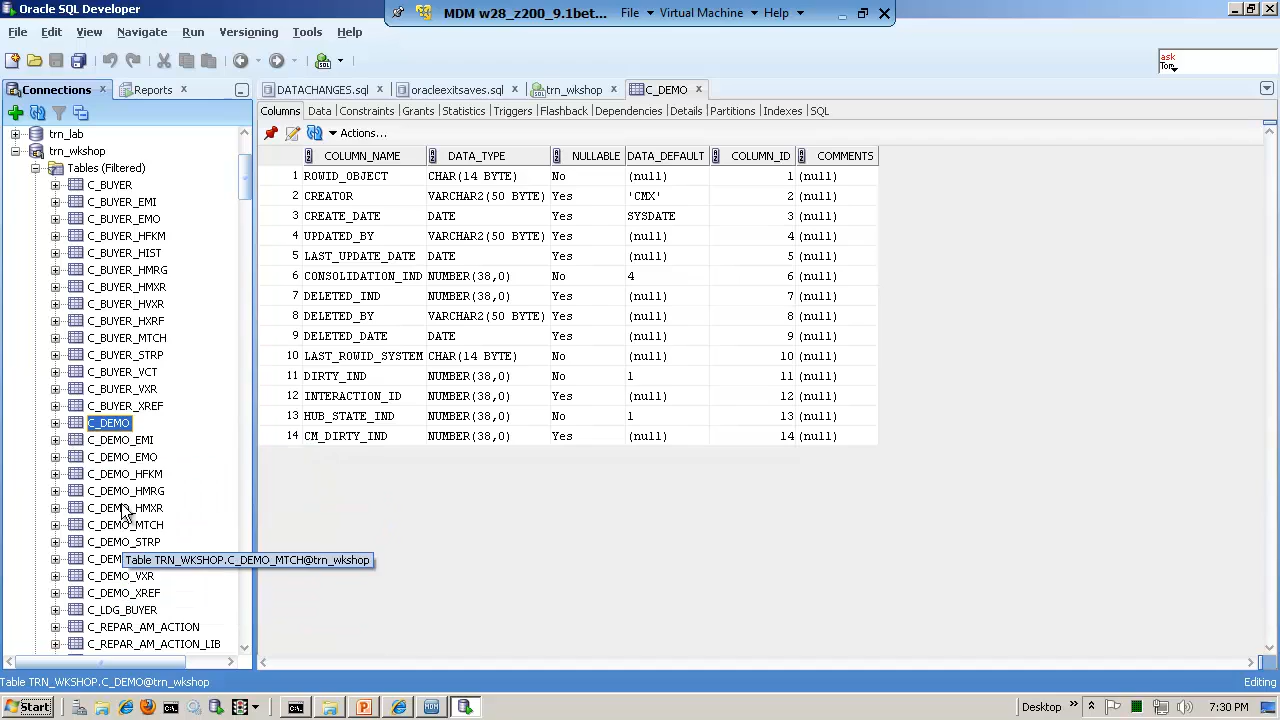 Oracle SQL Developer
MDM w28_z200_9.1bet... File Virtual Machine Help
File Edit View Navigate Run Versioning Tools Help
ask
Tom
Connections Reports
DATACHANGES.sql oracleexitsaves.sql trn_wkshop C_DEMO
Columns Data Constraints Grants Statistics Triggers Flashback Dependencies Details Partitions Indexes SQL
Actions...
trn_lab
trn_wkshop
Tables (Filtered)
C_BUYER
C_BUYER_EMI
C_BUYER_EMO
C_BUYER_HFKM
C_BUYER_HIST
C_BUYER_HMRG
C_BUYER_HMXR
C_BUYER_HVXR
C_BUYER_HXRF
C_BUYER_MTCH
C_BUYER_STRP
C_BUYER_VCT
C_BUYER_VXR
C_BUYER_XREF
C_DEMO
C_DEMO_EMI
C_DEMO_EMO
C_DEMO_HFKM
C_DEMO_HMRG
C_DEMO_HMXR
C_DEMO_MTCH
C_DEMO_STRP
Table TRN_WKSHOP.C_DEMO_MTCH@trn_wkshop
C_DEMO_VXR
C_DEMO_XREF
C_LDG_BUYER
C_REPAR_AM_ACTION
C_REPAR_AM_ACTION_LIB
COLUMN_NAME DATA_TYPE NULLABLE DATA_DEFAULT COLUMN_ID COMMENTS
1 ROWID_OBJECT CHAR(14 BYTE) No (null) 1 (null)
2 CREATOR VARCHAR2(50 BYTE) Yes 'CMX' 2 (null)
3 CREATE_DATE DATE Yes SYSDATE 3 (null)
4 UPDATED_BY VARCHAR2(50 BYTE) Yes (null) 4 (null)
5 LAST_UPDATE_DATE DATE Yes (null) 5 (null)
6 CONSOLIDATION_IND NUMBER(38,0) No 4 6 (null)
7 DELETED_IND NUMBER(38,0) Yes (null) 7 (null)
8 DELETED_BY VARCHAR2(50 BYTE) Yes (null) 8 (null)
9 DELETED_DATE DATE Yes (null) 9 (null)
10 LAST_ROWID_SYSTEM CHAR(14 BYTE) No (null) 10 (null)
11 DIRTY_IND NUMBER(38,0) No 1 11 (null)
12 INTERACTION_ID NUMBER(38,0) Yes (null) 12 (null)
13 HUB_STATE_IND NUMBER(38,0) No 1 13 (null)
14 CM_DIRTY_IND NUMBER(38,0) Yes (null) 14 (null)
Table TRN_WKSHOP.C_DEMO@trn_wkshop Editing
Start Desktop 7:30 PM